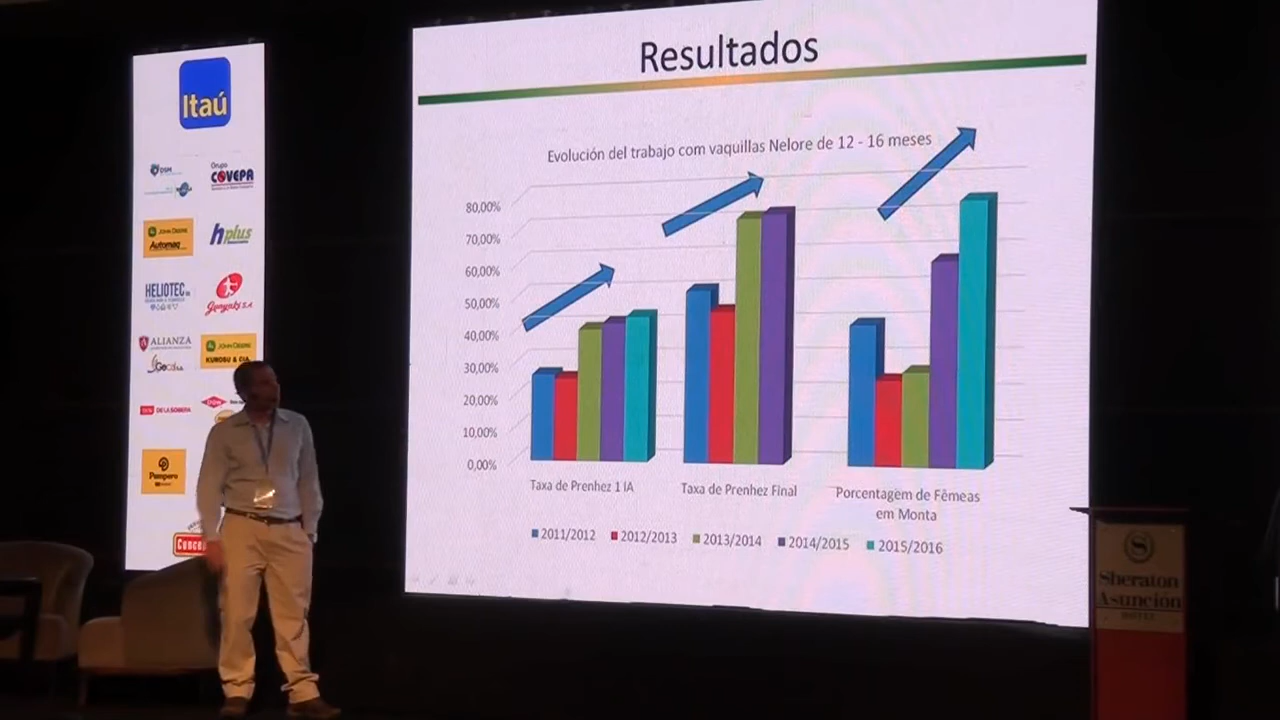 Itaú
DSM
Grupo
COVEPA
JOHN DEERE
Automaq
hplus
HELIOTEC
ALIANZA
JOHN DEERE
KUROSU & CIA.
DE LA SOBERA
Pampero
Resultados
Evolución del trabajo com vaquillas Nelore de 12 - 16 meses
80,00%
70,00%
60,00%
50,00%
40,00%
30,00%
20,00%
10,00%
0,00%
Taxa de Prenhez 1 IA
Taxa de Prenhez Final
Porcentagem de Fêmeas
em Monta
2011/2012
2012/2013
2013/2014
2014/2015
2015/2016
Sheraton
Asunción